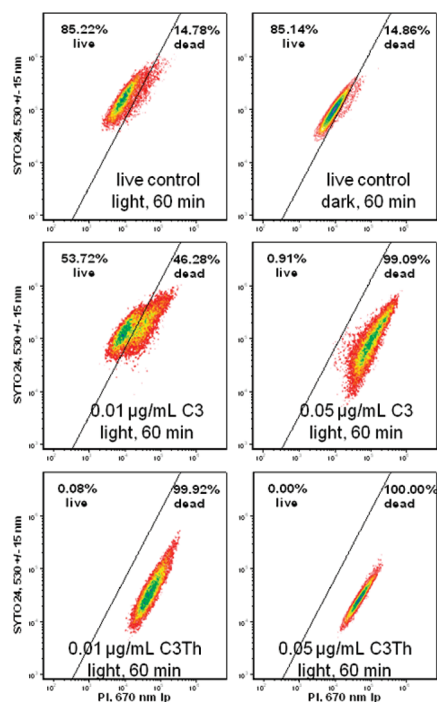 85.22% 14.78%
live dead
live control
light, 60 min
85.14% 14.86%
live dead
live control
dark, 60 min
SYTO24, 530 +/- 15 nm
53.72% 46.28%
live dead
0.01 µg/mL C3
light, 60 min
0.91% 99.09%
live dead
0.05 µg/mL C3
light, 60 min
SYTO24, 530 +/- 15 nm
0.08% 99.92%
live dead
0.01 µg/mL C3Th
light, 60 min
0.00% 100.00%
live dead
0.05 µg/mL C3Th
light, 60 min
SYTO24, 530 +/- 15 nm
PI, 670 nm lp
PI, 670 nm lp